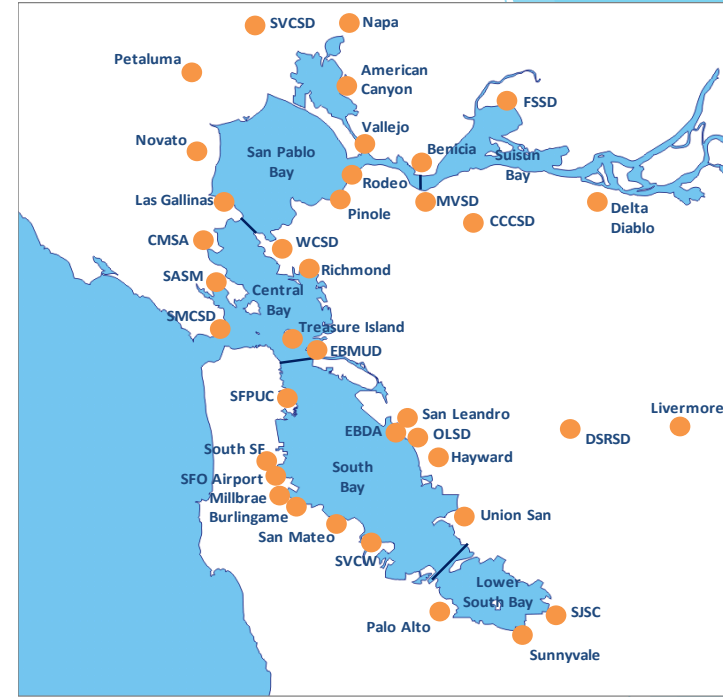 SVCSD
Napa
Petaluma
American
Canyon
FSSD
Vallejo
Novato
San Pablo
Bay
Benicia
Suisun
Bay
Rodeo
Las Gallinas
Pinole
MVSD
CCCSD
Delta
Diablo
CMSA
WCSD
Richmond
SASM
Central
Bay
SMCSD
Treasure Island
EBMUD
SFPUC
San Leandro
Livermore
EBDA
OLSD
DSRSD
South SF
Hayward
South
Bay
SFO Airport
Millbrae
Burlingame
Union San
San Mateo
SVCW
Lower
South Bay
Palo Alto
SJSC
Sunnyvale